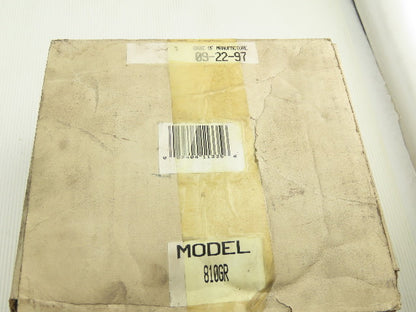 DATE OF MANUFACTURE
09-22-97
MODEL
810GR